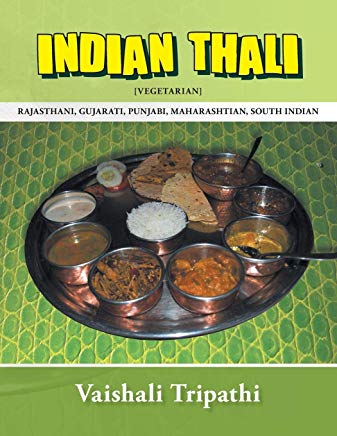 INDIAN THALI
[VEGETARIAN]
RAJASTHANI, GUJARATI, PUNJABI, MAHARASHTIAN, SOUTH INDIAN
Vaishali Tripathi